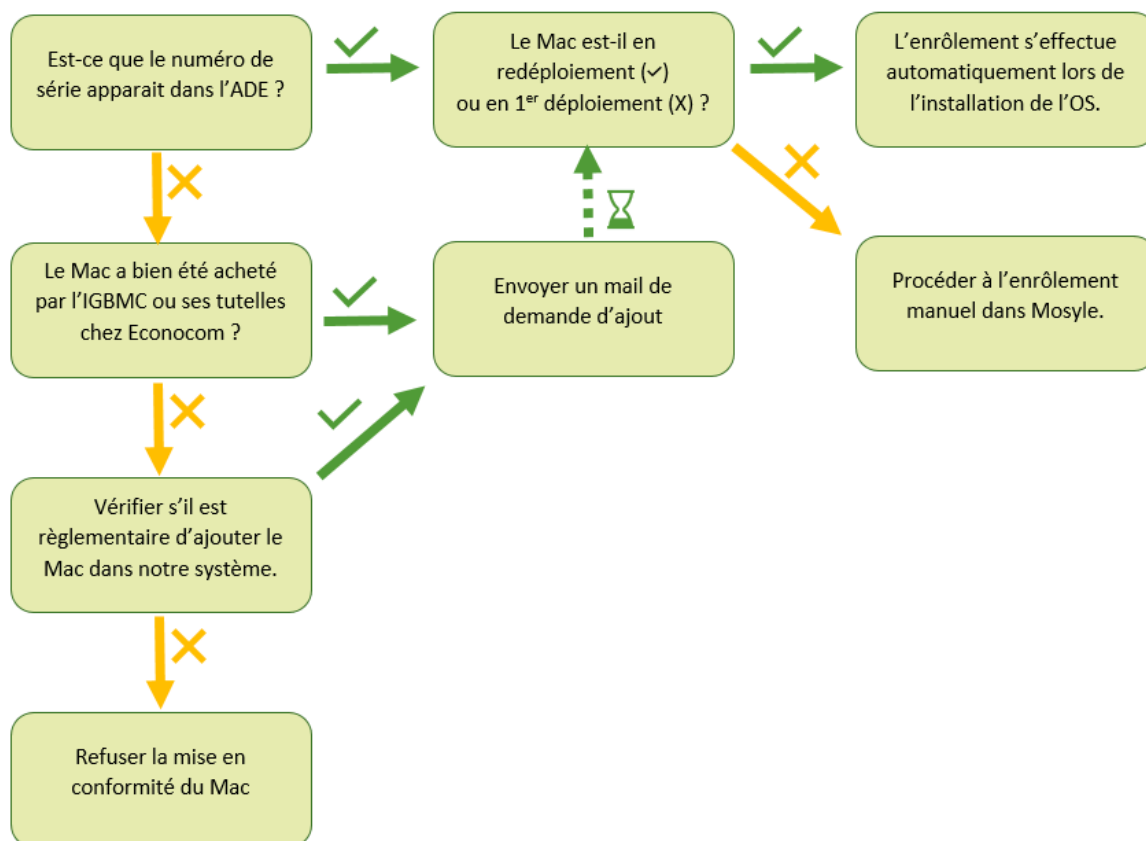 Est-ce que le numéro de
série apparait dans l'ADE ?
Le Mac est-il en
redéploiement (✓)
ou en 1er déploiement (X) ?
L'enrôlement s'effectue
automatiquement lors de
l'installation de l'OS.
Le Mac a bien été acheté
par l'IGBMC ou ses tutelles
chez Econocom ?
Envoyer un mail de
demande d'ajout
Procéder à l'enrôlement
manuel dans Mosyle.
Vérifier s'il est
règlementaire d'ajouter le
Mac dans notre système.
Refuser la mise en
conformité du Mac